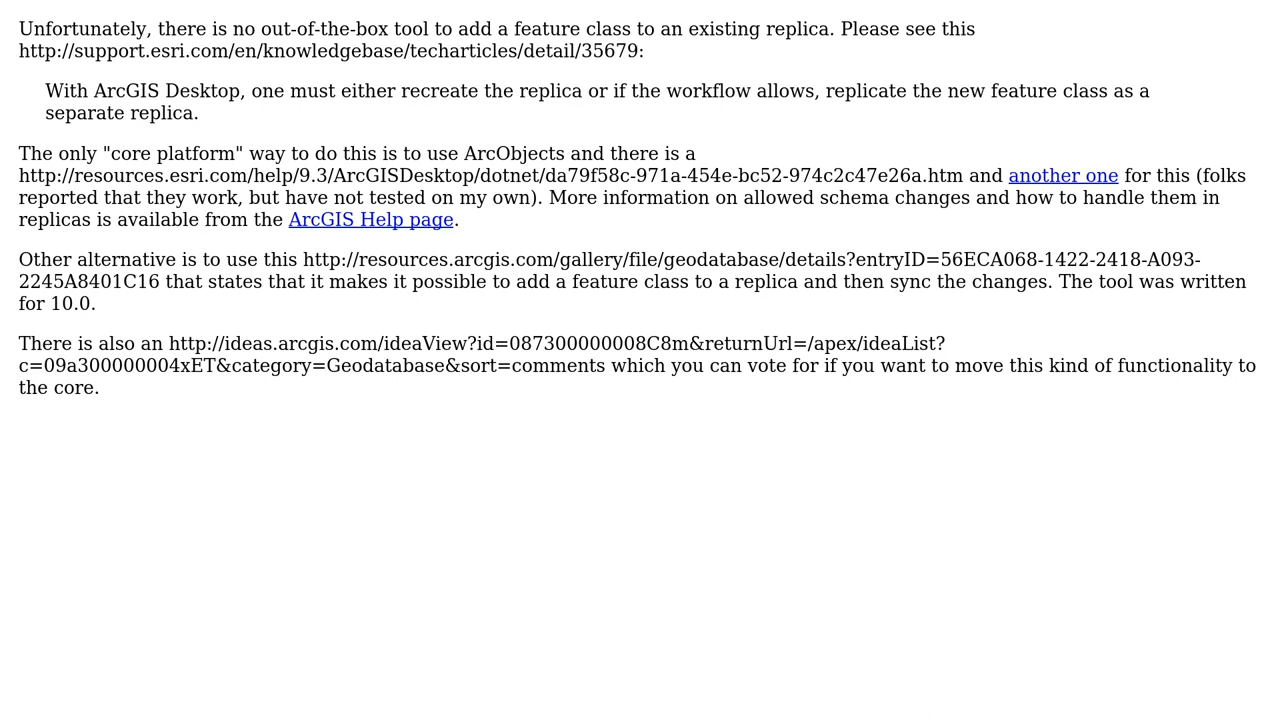 Unfortunately, there is no out-of-the-box tool to add a feature class to an existing replica. Please see this
http://support.esri.com/en/knowledgebase/techarticles/detail/35679:
With ArcGIS Desktop, one must either recreate the replica or if the workflow allows, replicate the new feature class as a
separate replica.
The only "core platform" way to do this is to use ArcObjects and there is a
http://resources.esri.com/help/9.3/ArcGISDesktop/dotnet/da79f58c-971a-454e-bc52-974c2c47e26a.htm and another one for this (folks
reported that they work, but have not tested on my own). More information on allowed schema changes and how to handle them in
replicas is available from the ArcGIS Help page.
Other alternative is to use this http://resources.arcgis.com/gallery/file/geodatabase/details?entryID=56ECA068-1422-2418-A093-
2245A8401C16 that states that it makes it possible to add a feature class to a replica and then sync the changes. The tool was written
for 10.0.
There is also an http://ideas.arcgis.com/ideaView?id=087300000008C8m&returnUrl=/apex/ideaList?
c=09a300000004xET&category=Geodatabase&sort=comments which you can vote for if you want to move this kind of functionality to
the core.